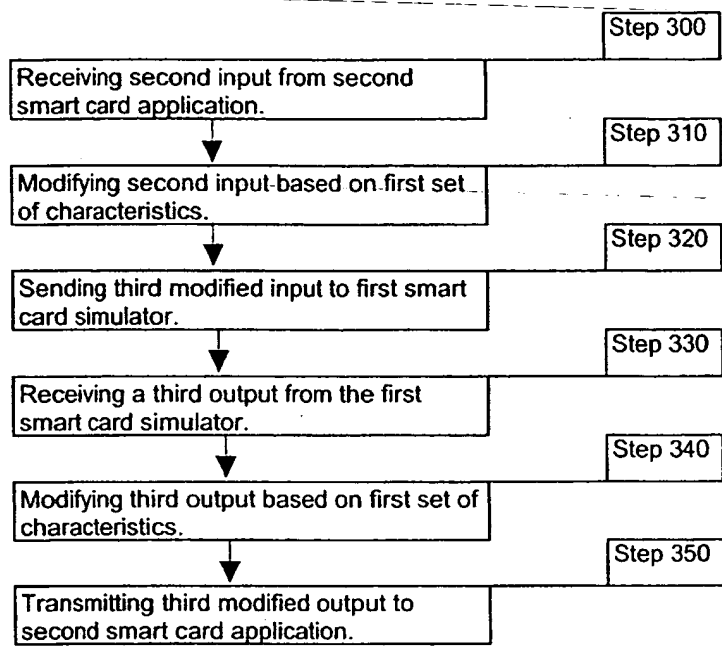 Step 300
Receiving second input from second
smart card application.
Step 310
Modifying second input based on first set
of characteristics.
Step 320
Sending third modified input to first smart
card simulator.
Step 330
Receiving a third output from the first
smart card simulator.
Step 340
Modifying third output based on first set of
characteristics.
Step 350
Transmitting third modified output to
second smart card application.